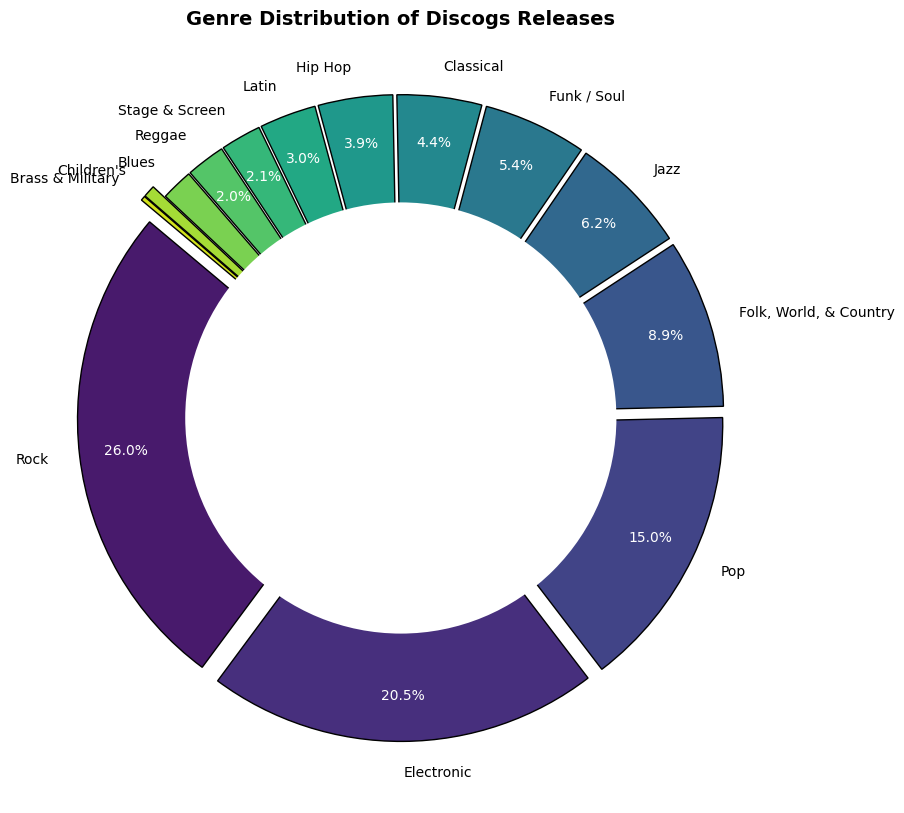 Genre Distribution of Discogs Releases
Hip Hop
Classical
Latin
Funk / Soul
Stage & Screen
Reggae
Blues
Children's
Brass & Military
Jazz
3.9%
4.4%
3.0%
5.4%
2.1%
2.0%
6.2%
Folk, World, & Country
8.9%
26.0%
Rock
15.0%
Pop
20.5%
Electronic